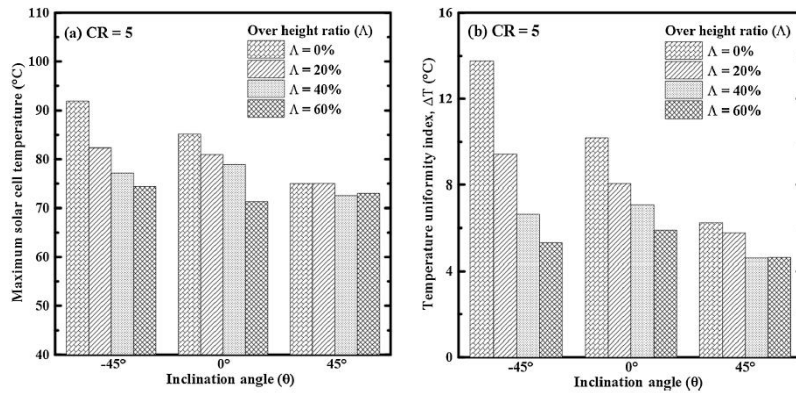 (a) CR = 5
Over height ratio (Λ)
Λ = 0%
Λ = 20%
Λ = 40%
Λ = 60%
Maximum solar cell temperature (°C)
110
100
90
80
70
60
50
40
-45°
0°
45°
Inclination angle (θ)
(b) CR = 5
Over height ratio (Λ)
Λ = 0%
Λ = 20%
Λ = 40%
Λ = 60%
Temperature uniformity index, ΔT (°C)
16
12
8
4
0
-45°
0°
45°
Inclination angle (θ)